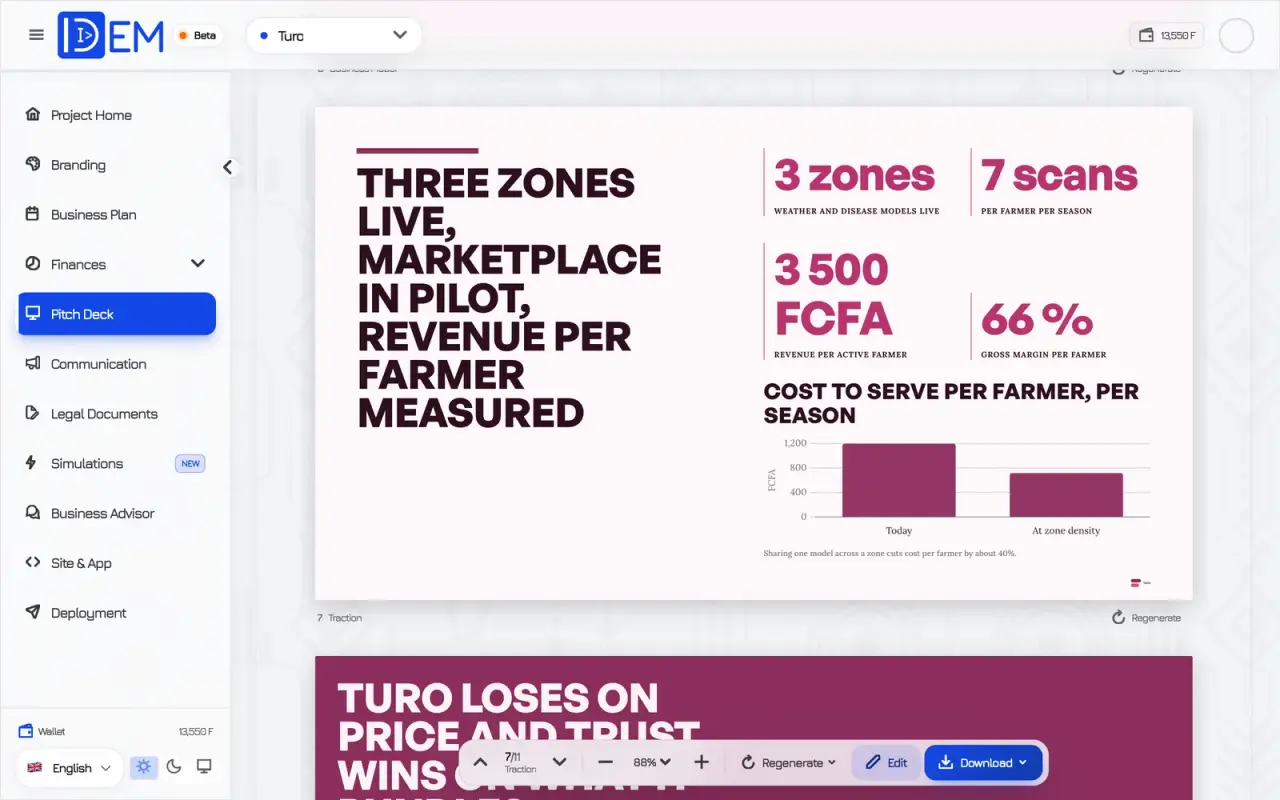 DEM
Beta
Turo
13,550 F
Project Home
Branding
Business Plan
Finances
Pitch Deck
Communication
Legal Documents
Simulations
NEW
Business Advisor
Site & App
Deployment
Wallet
13,550 F
English
THREE ZONES
LIVE,
MARKETPLACE
IN PILOT,
REVENUE PER
FARMER
MEASURED
3 zones
WEATHER AND DISEASE MODELS LIVE
7 scans
PER FARMER PER SEASON
3 500
FCFA
REVENUE PER ACTIVE FARMER
66 %
GROSS MARGIN PER FARMER
COST TO SERVE PER FARMER, PER
SEASON
1,200
800
400
0
FCFA
Today
At zone density
Sharing one model across a zone cuts cost per farmer by about 40%.
7 Traction
Regenerate
TURO LOSES ON
PRICE AND TRUST
WINS
7/11
Traction
88%
Regenerate
Edit
Download